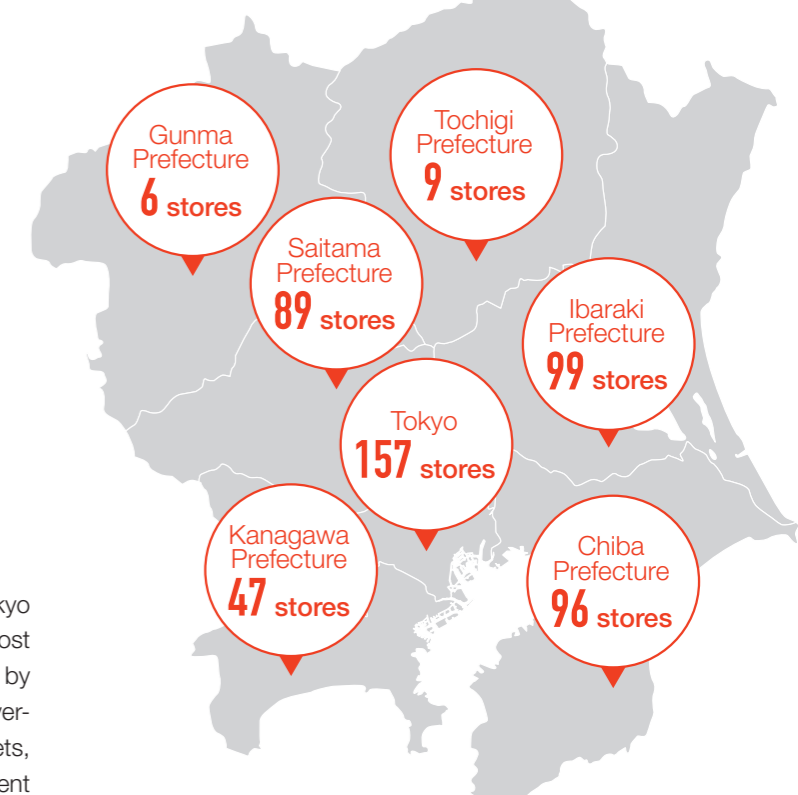 Gunma
Prefecture
6 stores
Tochigi
Prefecture
9 stores
Saitama
Prefecture
89 stores
Ibaraki
Prefecture
99 stores
Tokyo
157 stores
Kanagawa
Prefecture
47 stores
Chiba
Prefecture
96 stores
kyo
ost
by
ver-
ets,
ent